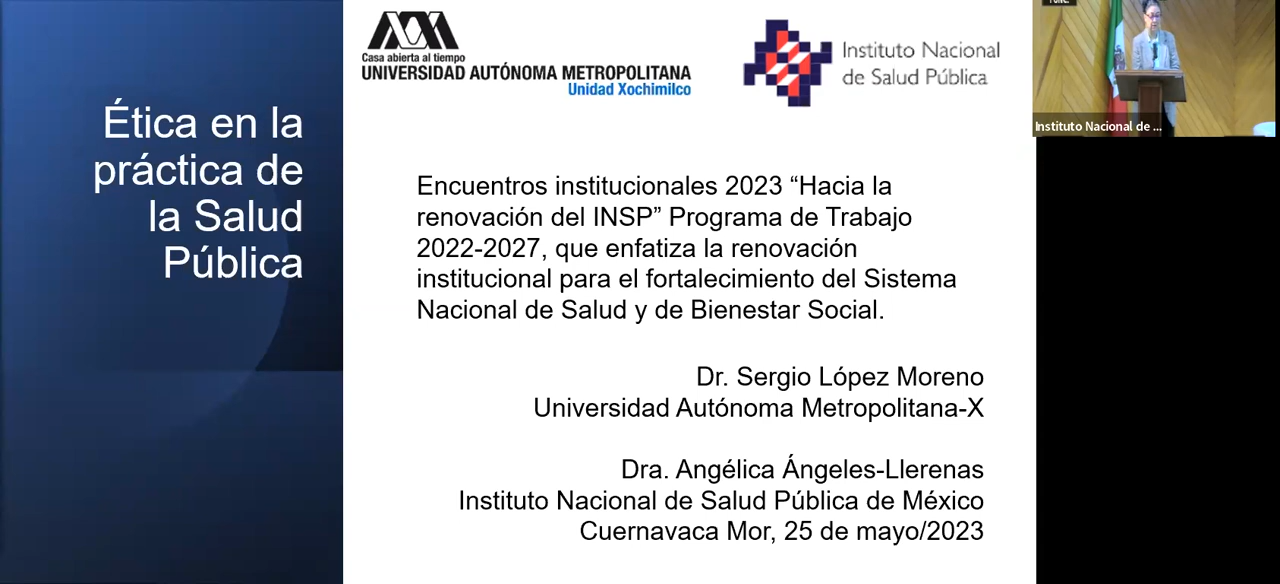 Ética en la
práctica de
la Salud
Pública
Casa abierta al tiempo
UNIVERSIDAD AUTÓNOMA METROPOLITANA
Unidad Xochimilco
Instituto Nacional
de Salud Pública
Encuentros institucionales 2023 “Hacia la
renovación del INSP” Programa de Trabajo
2022-2027, que enfatiza la renovación
institucional para el fortalecimiento del Sistema
Nacional de Salud y de Bienestar Social.
Dr. Sergio López Moreno
Universidad Autónoma Metropolitana-X
Dra. Angélica Ángeles-Llerenas
Instituto Nacional de Salud Pública de México
Cuernavaca Mor, 25 de mayo/2023
Instituto Nacional de ...